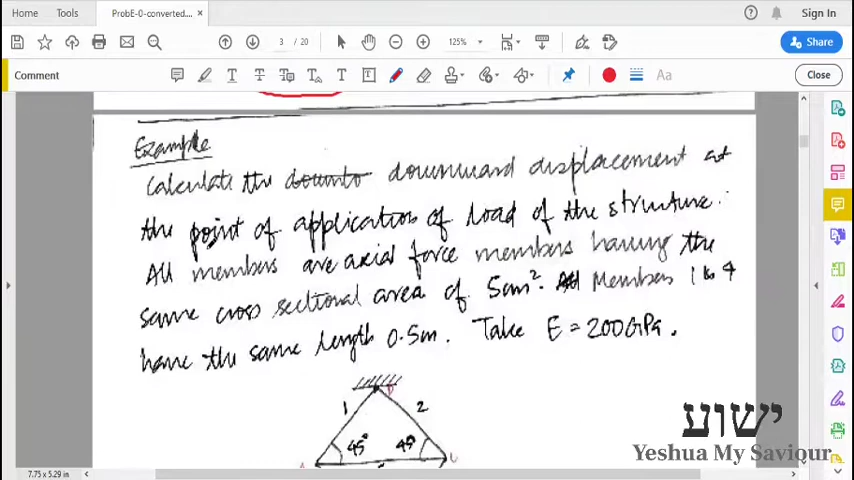 Home Tools ProbE-0-converted.... × Sign In
3 / 20 125% Share
Comment Aa Close
Example
Calculate the downto downward displacement at
the point of application of load of the structure.
All members are axial force members having the
same cross sectional area of 5cm². All Members 1 to 4
have the same length 0.5m. Take E = 200GPa.
1 2
45° 45°
ישוע
Yeshua My Saviour
7.75 x 5.29 in